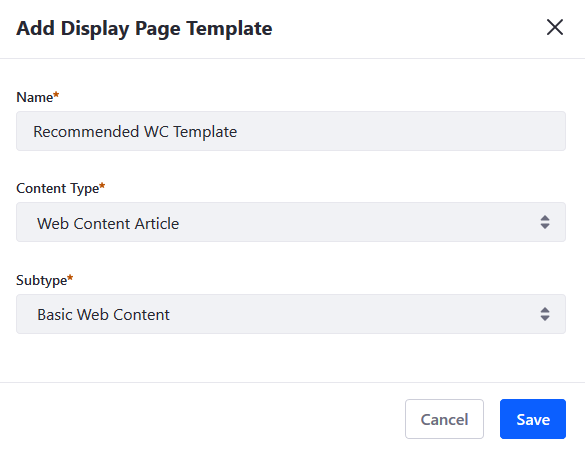 Add Display Page Template
Name*
Recommended WC Template
Content Type*
Web Content Article
Subtype*
Basic Web Content
Cancel Save